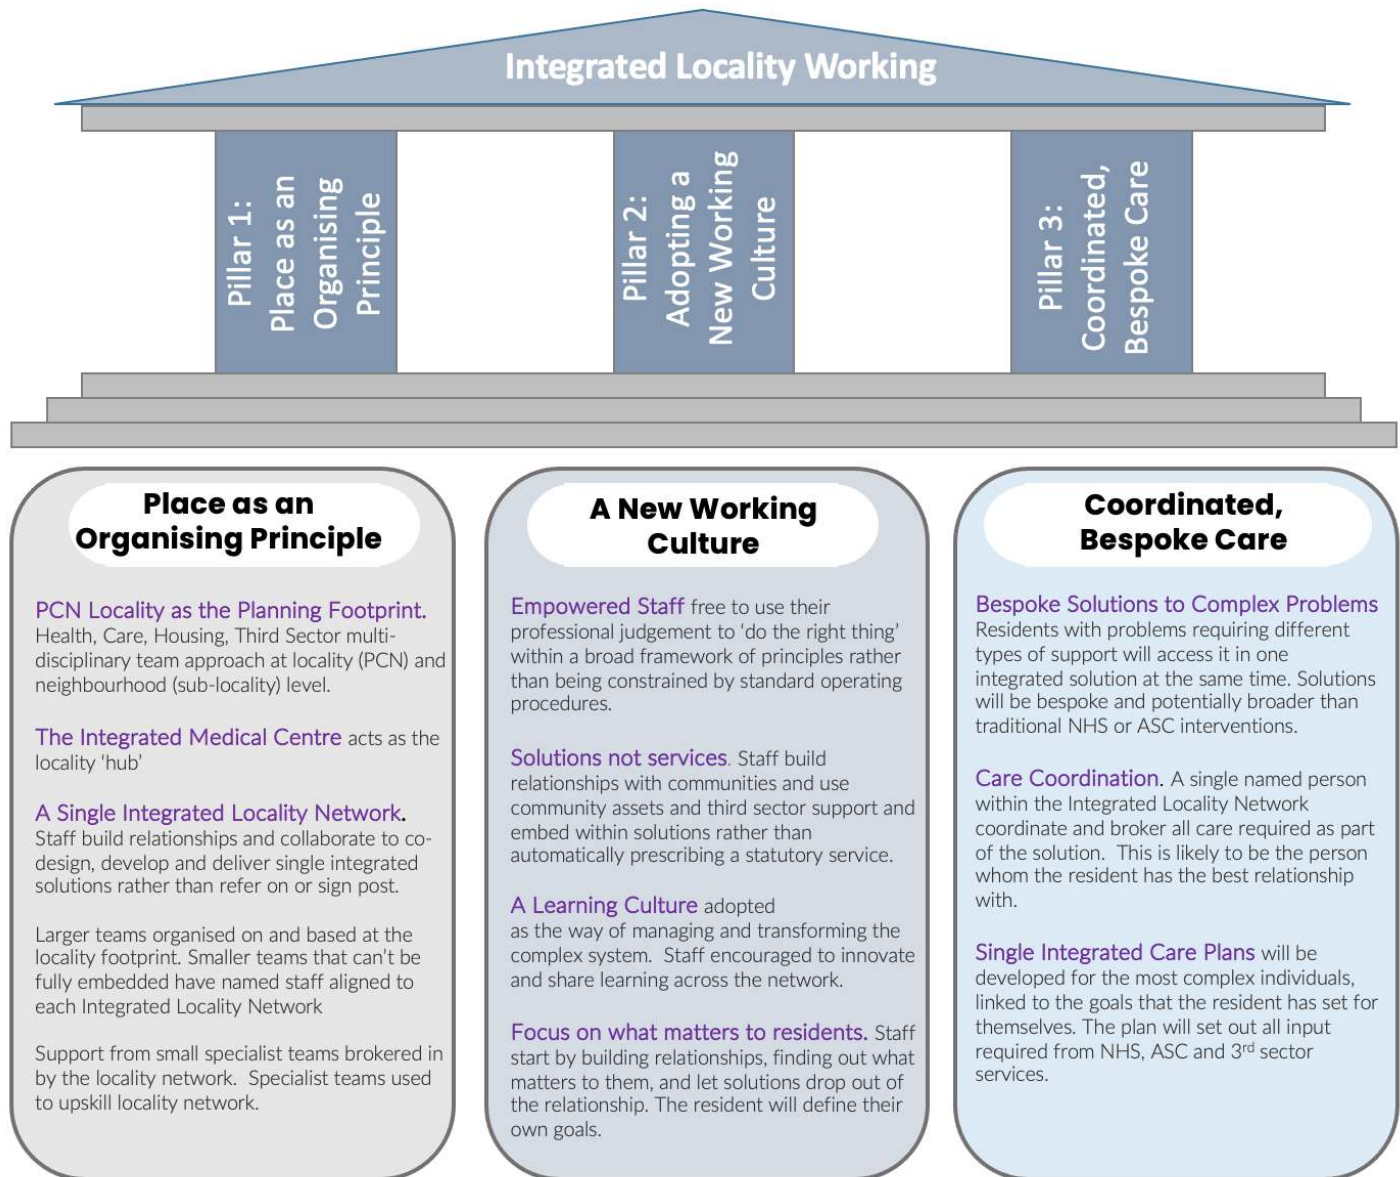 Integrated Locality Working
Pillar 1:
Place as an
Organising
Principle
Pillar 2:
Adopting a
New Working
Culture
Pillar 3:
Coordinated,
Bespoke Care
Place as an
Organising Principle
PCN Locality as the Planning Footprint.
Health, Care, Housing, Third Sector multi-
disciplinary team approach at locality (PCN) and
neighbourhood (sub-locality) level.
The Integrated Medical Centre acts as the
locality ‘hub’
A Single Integrated Locality Network.
Staff build relationships and collaborate to co-
design, develop and deliver single integrated
solutions rather than refer on or sign post.
Larger teams organised on and based at the
locality footprint. Smaller teams that can’t be
fully embedded have named staff aligned to
each Integrated Locality Network
Support from small specialist teams brokered in
by the locality network.  Specialist teams used
to upskill locality network.
A New Working
Culture
Empowered Staff free to use their
professional judgement to ‘do the right thing’
within a broad framework of principles rather
than being constrained by standard operating
procedures.
Solutions not services. Staff build
relationships with communities and use
community assets and third sector support and
embed within solutions rather than
automatically prescribing a statutory service.
A Learning Culture adopted
as the way of managing and transforming the
complex system.  Staff encouraged to innovate
and share learning across the network.
Focus on what matters to residents. Staff
start by building relationships, finding out what
matters to them, and let solutions drop out of
the relationship. The resident will define their
own goals.
Coordinated,
Bespoke Care
Bespoke Solutions to Complex Problems
Residents with problems requiring different
types of support will access it in one
integrated solution at the same time. Solutions
will be bespoke and potentially broader than
traditional NHS or ASC interventions.
Care Coordination. A single named person
within the Integrated Locality Network
coordinate and broker all care required as part
of the solution.  This is likely to be the person
whom the resident has the best relationship
with.
Single Integrated Care Plans will be
developed for the most complex individuals,
linked to the goals that the resident has set for
themselves. The plan will set out all input
required from NHS, ASC and 3rd sector
services.